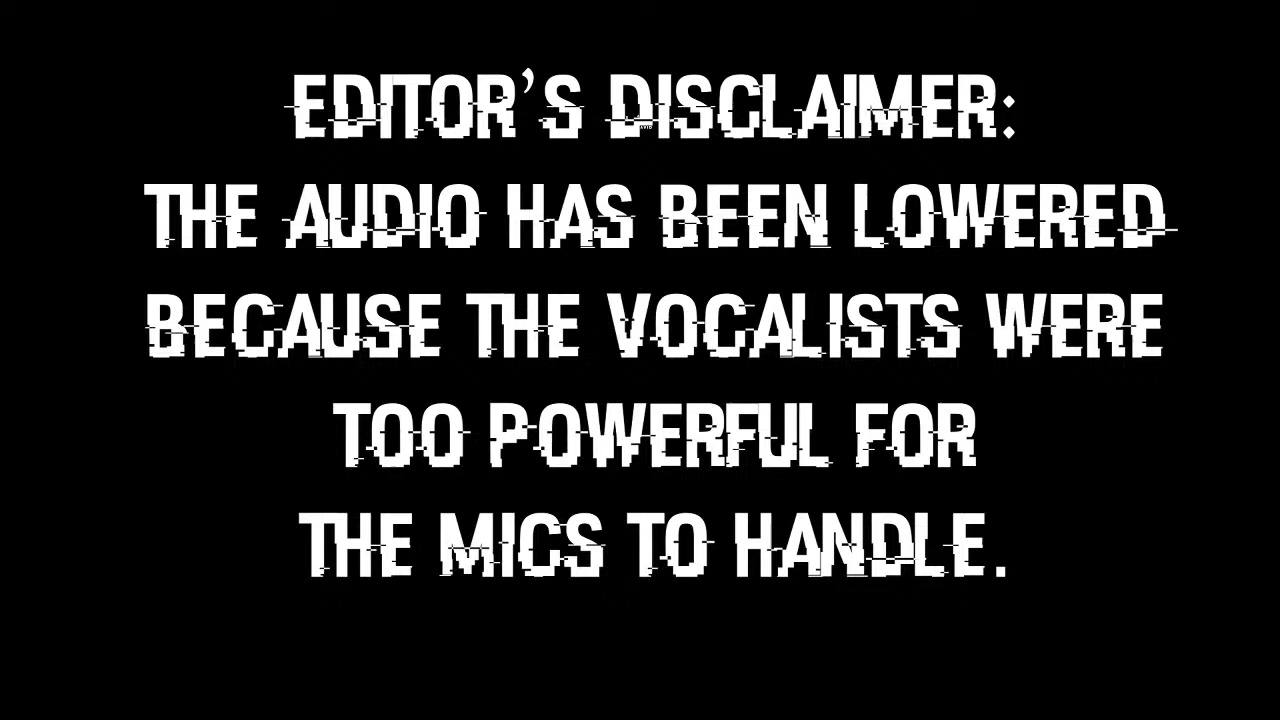 EDITOR'S DISCLAIMER:
THE AUDIO HAS BEEN LOWERED
BECAUSE THE VOCALISTS WERE
TOO POWERFUL FOR
THE MICS TO HANDLE.